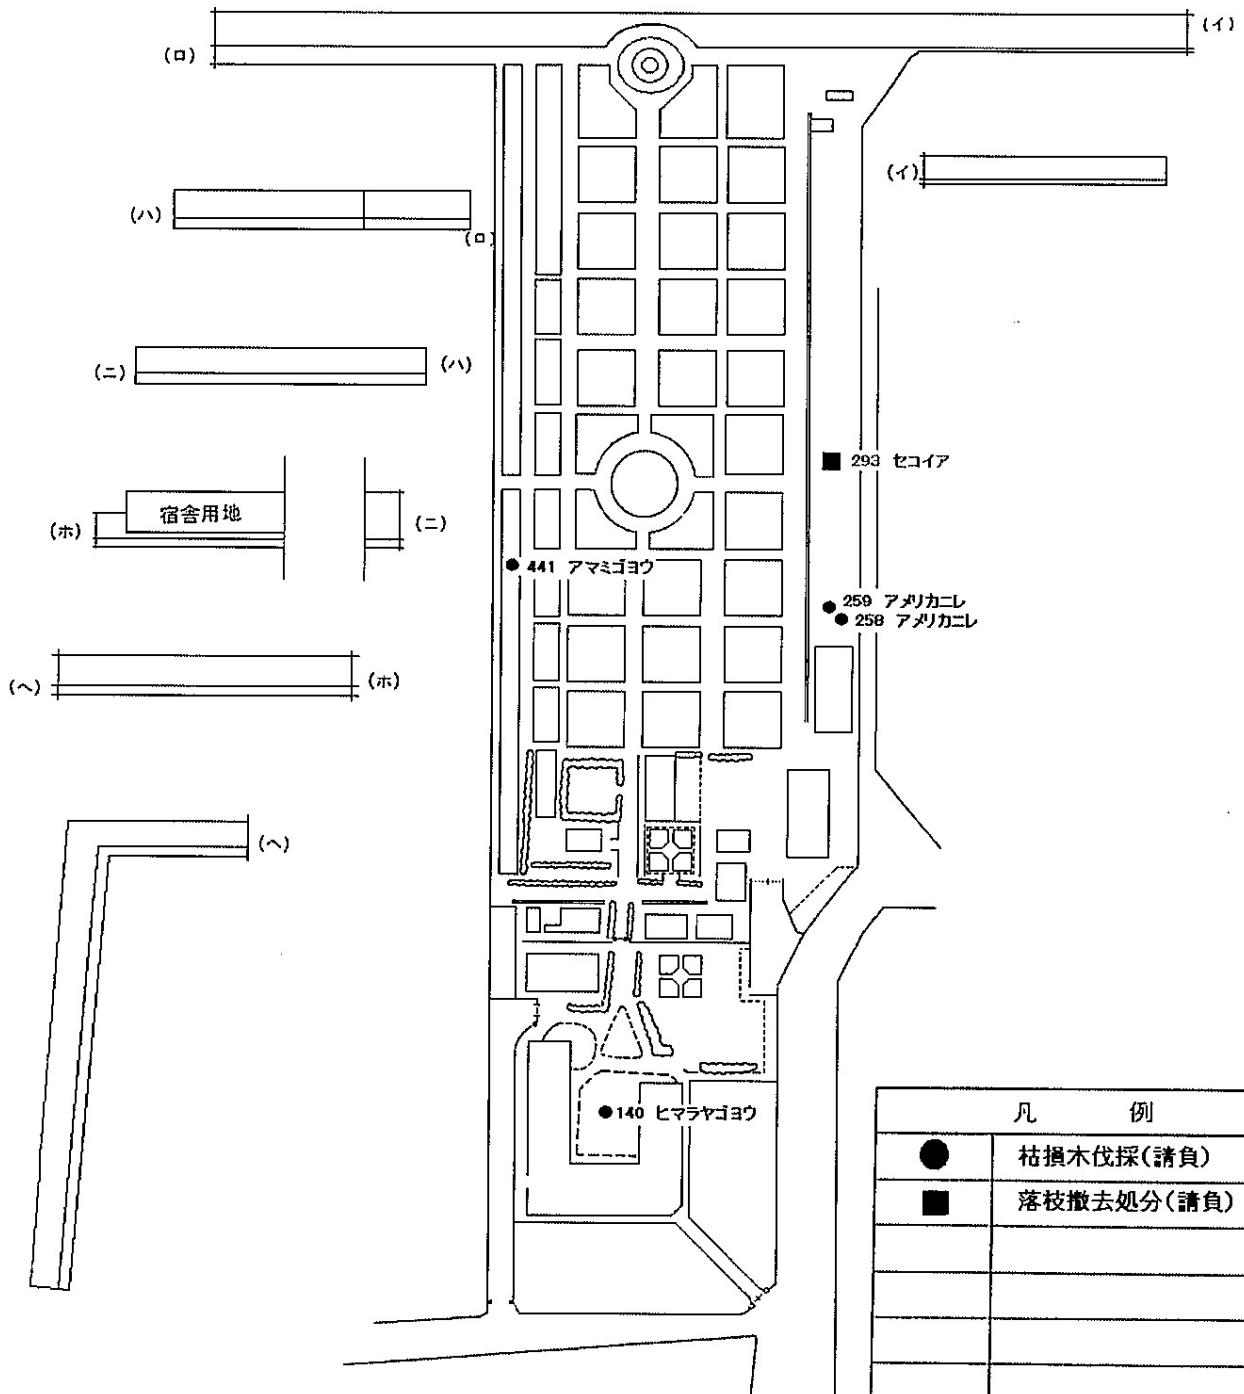 (イ)
(ロ)
(イ)
(ハ)
(ロ)
(ニ)
(ハ)
293 セコイア
宿舎用地
(ホ)
(ニ)
441 アマミゴヨウ
259 アメリカニレ
258 アメリカニレ
(ヘ)
(ホ)
(ヘ)
140 ヒマラヤゴヨウ
凡 例
枯損木伐採(請負)
落枝撤去処分(請負)